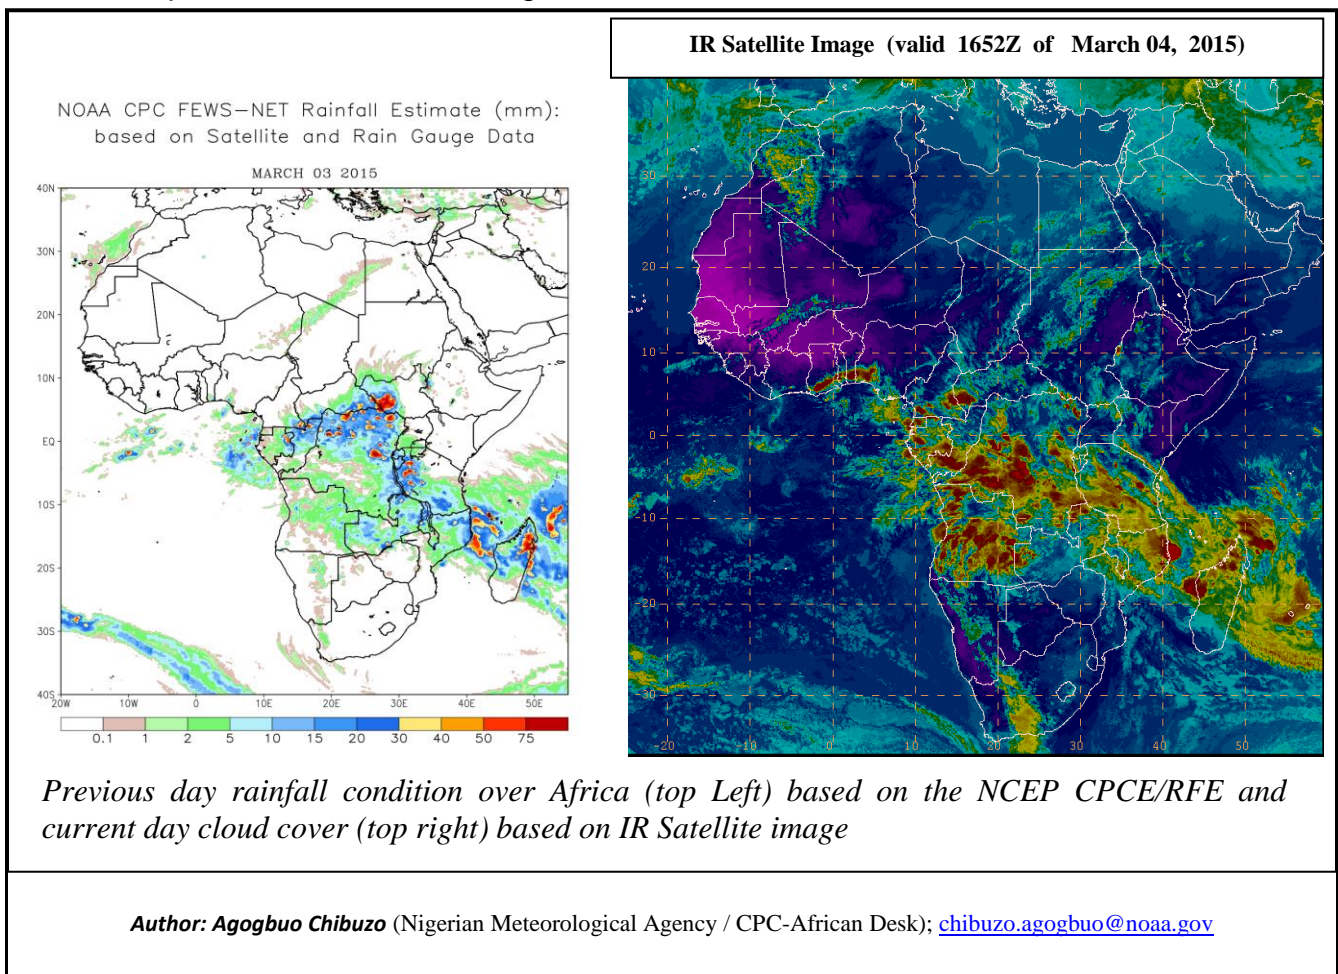 IR Satellite Image (valid 1652Z of March 04, 2015)
NOAA CPC FEWS-NET Rainfall Estimate (mm):
based on Satellite and Rain Gauge Data
MARCH 03 2015
40N
30N
20N
10N
EQ
10S
20S
30S
40S
20W 10W 0 10E 20E 30E 40E 50E
0.1 1 2 5 10 15 20 30 40 50 75
30
20
10
0
-10
-20
-30
-20 -10 0 10 20 30 40 50
Previous day rainfall condition over Africa (top Left) based on the NCEP CPCE/RFE and
current day cloud cover (top right) based on IR Satellite image
Author: Agogbuo Chibuzo (Nigerian Meteorological Agency / CPC-African Desk); chibuzo.agogbuo@noaa.gov